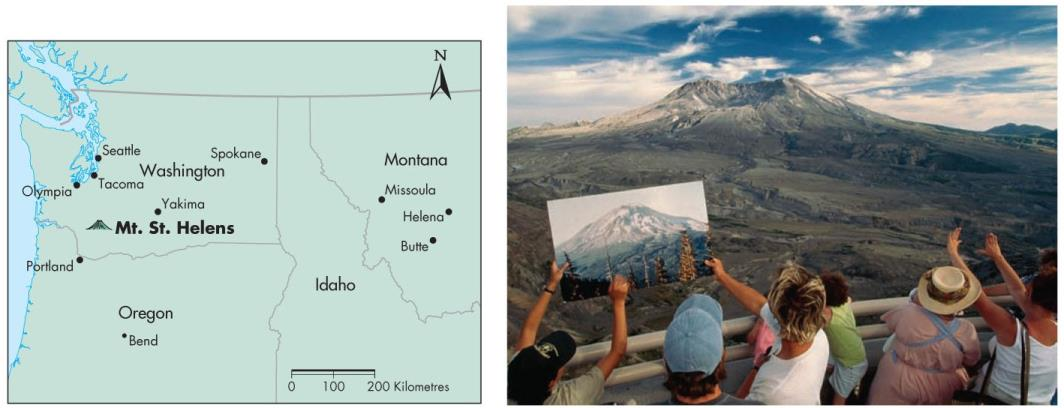 N
Seattle
Spokane
Washington
Montana
Olympia
Tacoma
Missoula
Yakima
Helena
Mt. St. Helens
Butte
Portland
Idaho
Oregon
Bend
0 100 200 Kilometres